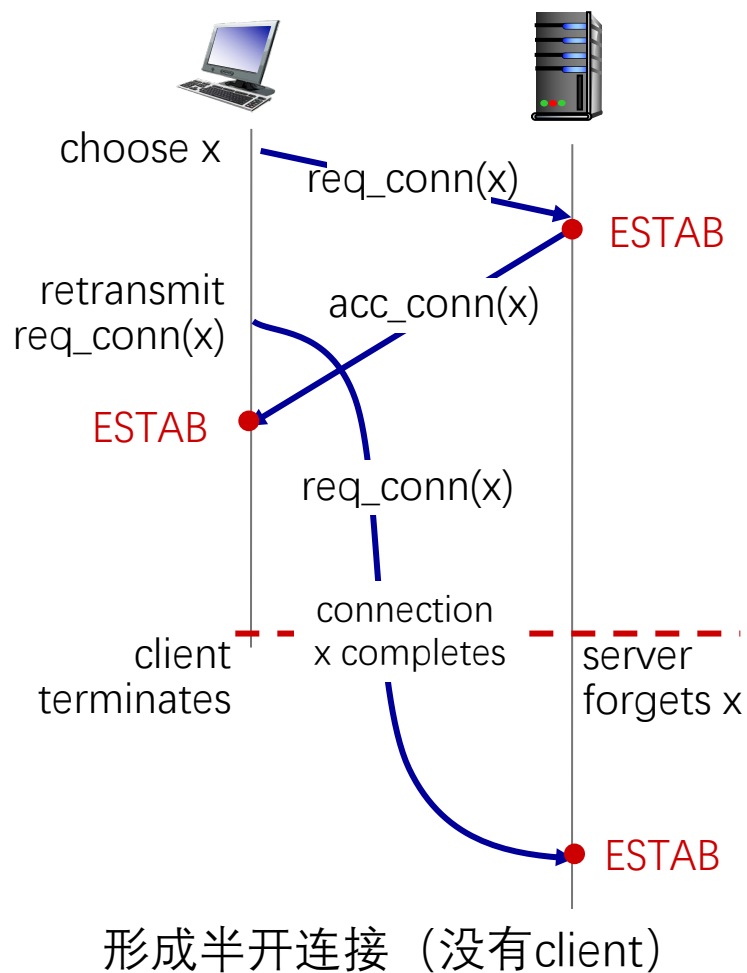 choose x
req_conn(x)
ESTAB
retransmit
req_conn(x)
acc_conn(x)
ESTAB
req_conn(x)
connection
x completes
client
terminates
server
forgets x
ESTAB
形成半开连接（没有client）